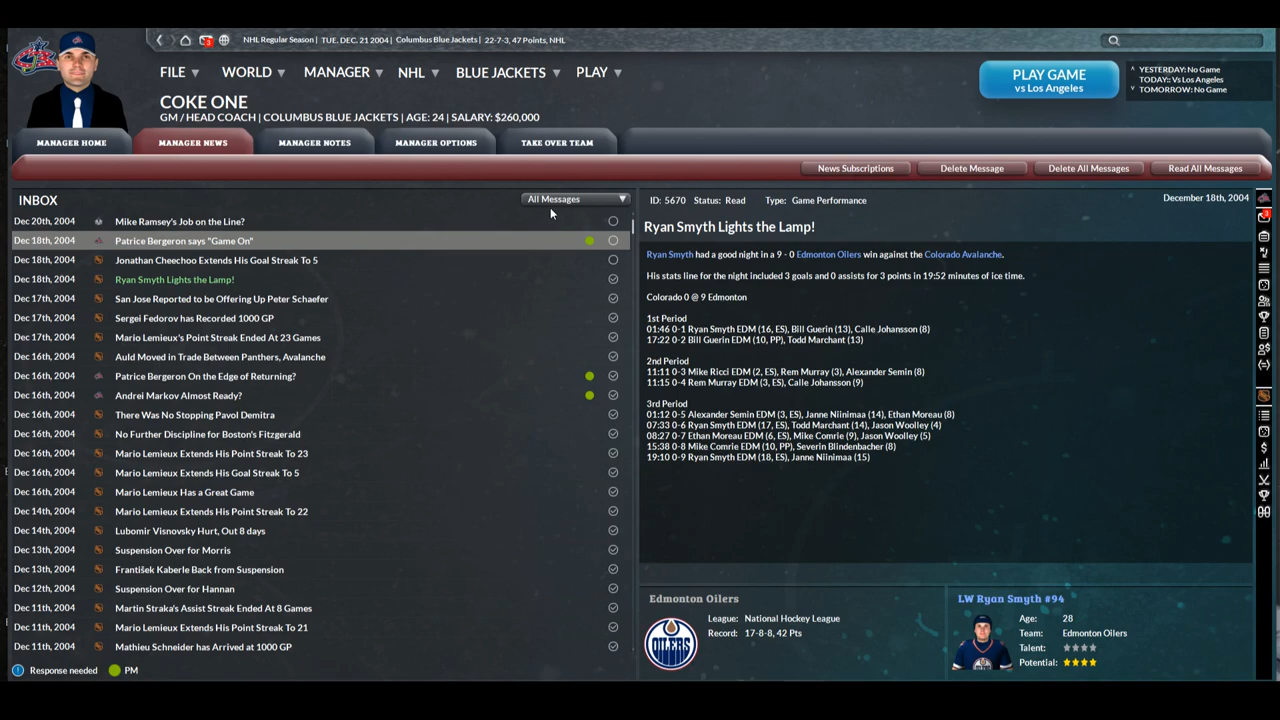 NHL Regular Season | TUE. DEC. 21 2004 | Columbus Blue Jackets | 22-7-3, 47 Points, NHL
3
FILE WORLD MANAGER NHL BLUE JACKETS PLAY
PLAY GAME
vs Los Angeles
YESTERDAY: No Game
TODAY:: Vs Los Angeles
TOMORROW: No Game
COKE ONE
GM / HEAD COACH | COLUMBUS BLUE JACKETS | AGE: 24 | SALARY: $260,000
MANAGER HOME MANAGER NEWS MANAGER NOTES MANAGER OPTIONS TAKE OVER TEAM
News Subscriptions Delete Message Delete All Messages Read All Messages
INBOX All Messages
Dec 20th, 2004 Mike Ramsey's Job on the Line?
Dec 18th, 2004 Patrice Bergeron says "Game On"
Dec 18th, 2004 Jonathan Cheechoo Extends His Goal Streak To 5
Dec 18th, 2004 Ryan Smyth Lights the Lamp!
Dec 17th, 2004 San Jose Reported to be Offering Up Peter Schaefer
Dec 17th, 2004 Sergei Fedorov has Recorded 1000 GP
Dec 17th, 2004 Mario Lemieux's Point Streak Ended At 23 Games
Dec 16th, 2004 Auld Moved in Trade Between Panthers, Avalanche
Dec 16th, 2004 Patrice Bergeron On the Edge of Returning?
Dec 16th, 2004 Andrei Markov Almost Ready?
Dec 16th, 2004 There Was No Stopping Pavol Demitra
Dec 16th, 2004 No Further Discipline for Boston's Fitzgerald
Dec 16th, 2004 Mario Lemieux Extends His Point Streak To 23
Dec 16th, 2004 Mario Lemieux Extends His Goal Streak To 5
Dec 16th, 2004 Mario Lemieux Has a Great Game
Dec 14th, 2004 Mario Lemieux Extends His Point Streak To 22
Dec 14th, 2004 Lubomir Visnovsky Hurt, Out 8 days
Dec 13th, 2004 Suspension Over for Morris
Dec 13th, 2004 František Kaberle Back from Suspension
Dec 12th, 2004 Suspension Over for Hannan
Dec 11th, 2004 Martin Straka's Assist Streak Ended At 8 Games
Dec 11th, 2004 Mario Lemieux Extends His Point Streak To 21
Dec 11th, 2004 Mathieu Schneider has Arrived at 1000 GP
Response needed PM
ID: 5670 Status: Read Type: Game Performance December 18th, 2004
Ryan Smyth Lights the Lamp!
Ryan Smyth had a good night in a 9 - 0 Edmonton Oilers win against the Colorado Avalanche.
His stats line for the night included 3 goals and 0 assists for 3 points in 19:52 minutes of ice time.
Colorado 0 @ 9 Edmonton
1st Period
01:46 0-1 Ryan Smyth EDM (16, ES), Bill Guerin (13), Calle Johansson (8)
17:22 0-2 Bill Guerin EDM (10, PP), Todd Marchant (13)
2nd Period
11:11 0-3 Mike Ricci EDM (2, ES), Rem Murray (3), Alexander Semin (8)
11:15 0-4 Rem Murray EDM (3, ES), Calle Johansson (9)
3rd Period
01:12 0-5 Alexander Semin EDM (3, ES), Janne Niinimaa (14), Ethan Moreau (8)
07:33 0-6 Ryan Smyth EDM (17, ES), Todd Marchant (14), Jason Woolley (4)
08:27 0-7 Ethan Moreau EDM (6, ES), Mike Comrie (9), Jason Woolley (5)
15:38 0-8 Mike Comrie EDM (10, PP), Severin Blindenbacher (8)
19:10 0-9 Ryan Smyth EDM (18, ES), Janne Niinimaa (15)
Edmonton Oilers
OILERS
League: National Hockey League
Record: 17-8-8, 42 Pts
LW Ryan Smyth #94
Age: 28
Team: Edmonton Oilers
Talent:
Potential:
3